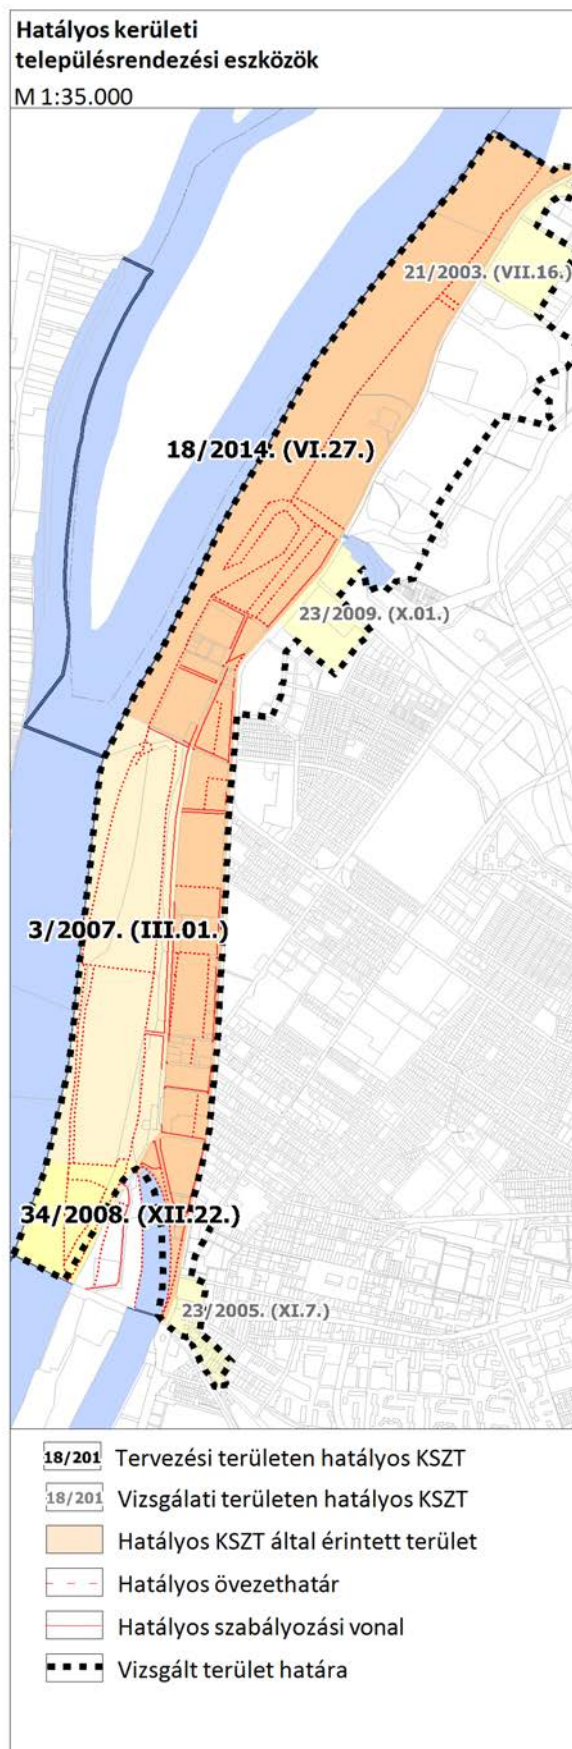 Hatályos kerületi
településrendezési eszközök
M 1:35.000
21/2003. (VII.16.)
18/2014. (VI.27.)
23/2009. (X.01.)
3/2007. (III.01.)
34/2008. (XII.22.)
23/2005. (XI.7.)
18/201 Tervezési területen hatályos KSZT
18/201 Vizsgálati területen hatályos KSZT
Hatályos KSZT által érintett terület
Hatályos övezethatár
Hatályos szabályozási vonal
Vizsgált terület határa